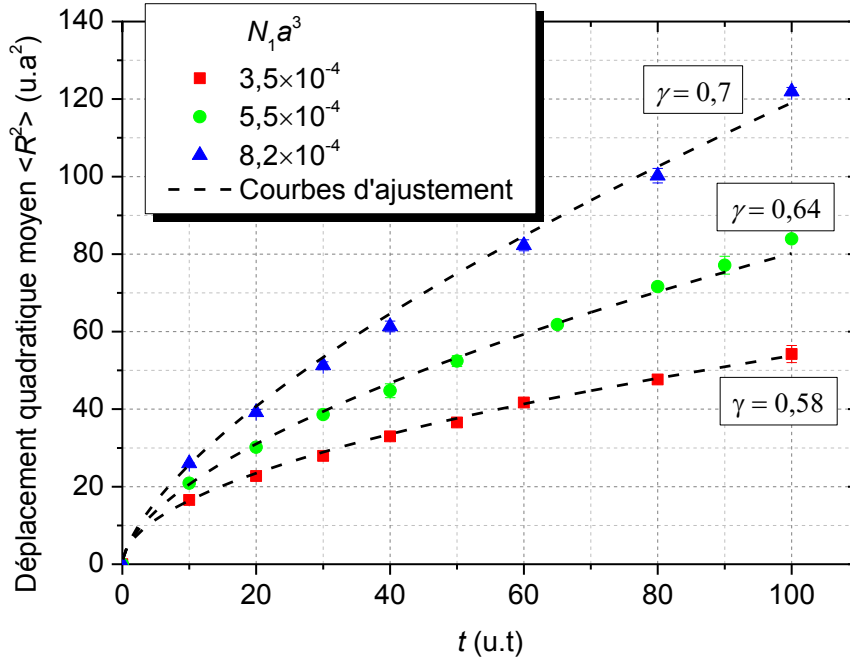 N₁a³
3,5×10⁻⁴
5,5×10⁻⁴
8,2×10⁻⁴
Courbes d'ajustement
γ = 0,7
γ = 0,64
γ = 0,58
Déplacement quadratique moyen <R²> (u.a²)
140
120
100
80
60
40
20
0
0 20 40 60 80 100
t (u.t)